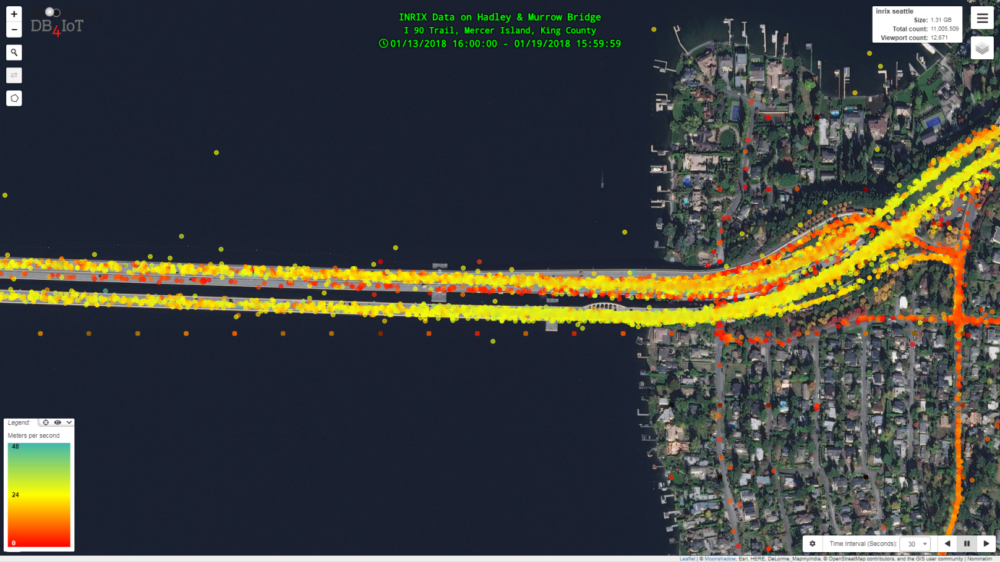 +
DB4IoT
−
INRIX Data on Hadley & Murrow Bridge
I 90 Trail, Mercer Island, King County
01/13/2018 16:00:00 - 01/19/2018 15:59:59
inrix seattle
Size: 1.31 GB
Total count: 11,005,509
Viewport count: 12,671
Legend:
Meters per second
48
24
0
Time Interval (Seconds): 30
Leaflet | © Moonshadow, Esri, HERE, DeLorme, MapmyIndia, © OpenStreetMap contributors, and the GIS user community | Nominatim